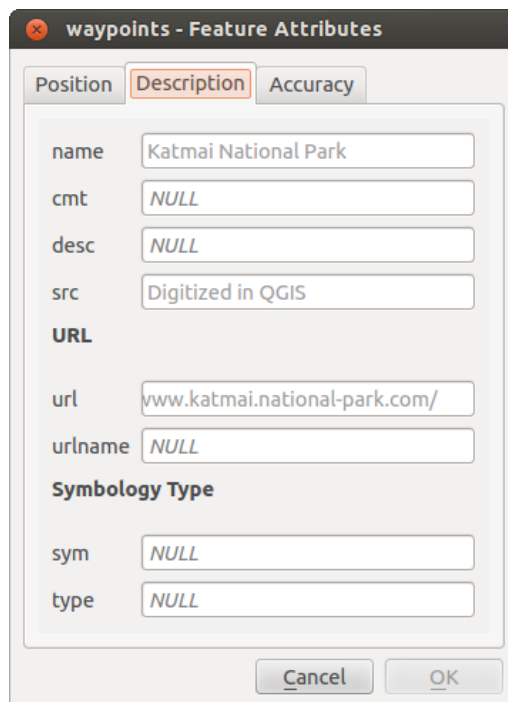 waypoints - Feature Attributes
Position Description Accuracy
name Katmai National Park
cmt NULL
desc NULL
src Digitized in QGIS
URL
url www.katmai.national-park.com/
urlname NULL
Symbology Type
sym NULL
type NULL
Cancel OK